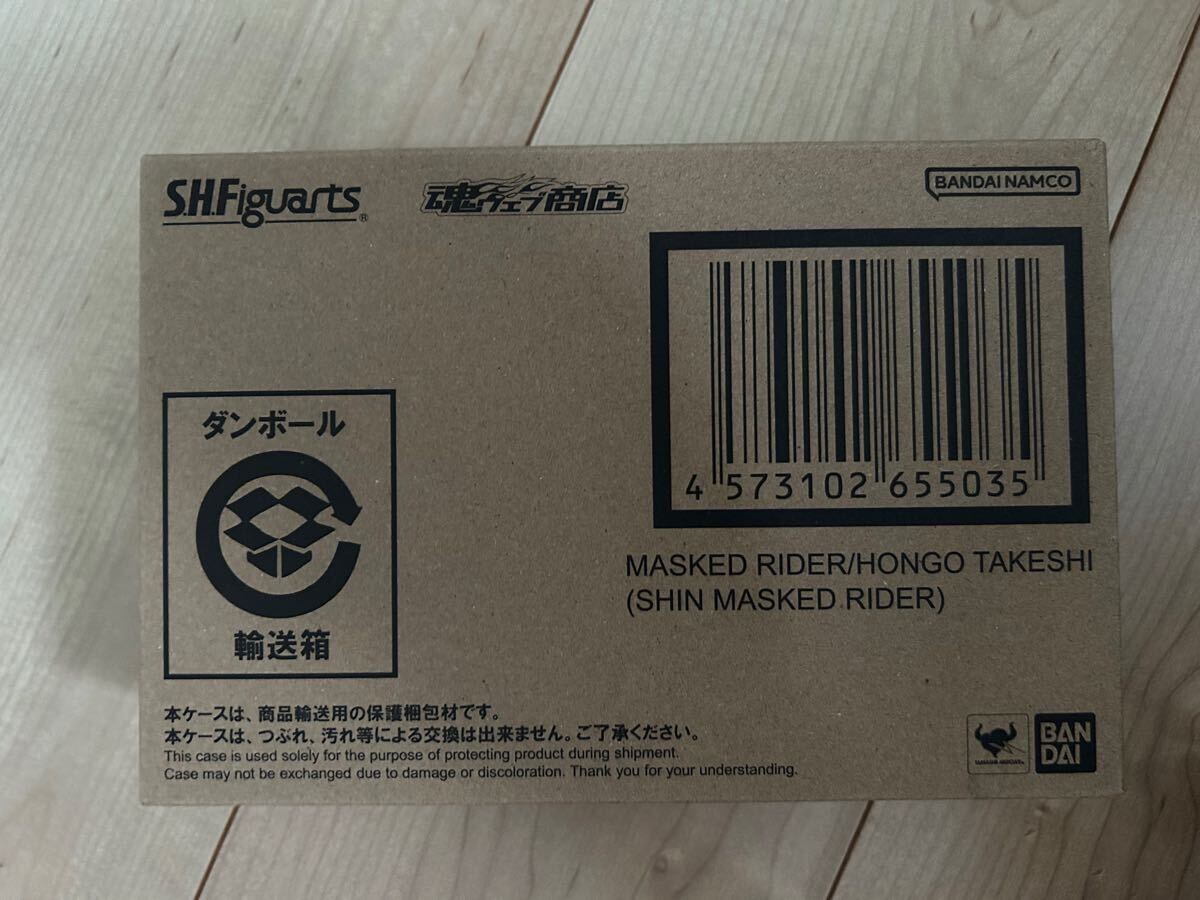 S.H.Figuarts®
魂ウェブ商店
BANDAI NAMCO
4 573102 655035
MASKED RIDER/HONGO TAKESHI
(SHIN MASKED RIDER)
ダンボール
輸送箱
本ケースは、商品輸送用の保護梱包材です。
本ケースは、つぶれ、汚れ等による交換は出来ません。ご了承ください。
This case is used solely for the purpose of protecting product during shipment.
Case may not be exchanged due to damage or discoloration. Thank you for your understanding.
TAMASHII NATIONS
BAN
DAI